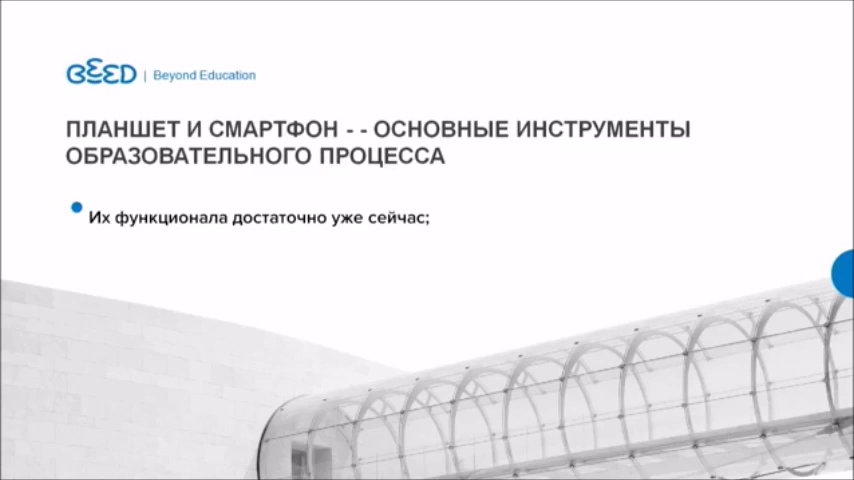 BEED | Beyond Education
ПЛАНШЕТ И СМАРТФОН - - ОСНОВНЫЕ ИНСТРУМЕНТЫ
ОБРАЗОВАТЕЛЬНОГО ПРОЦЕССА
Их функционала достаточно уже сейчас;